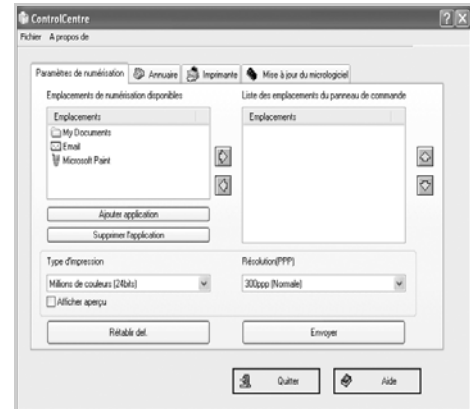 ControlCentre
Fichier A propos de
Paramètres de numérisation Annuaire Imprimante Mise à jour du micrologiciel
Emplacements de numérisation disponibles Liste des emplacements du panneau de commande
Emplacements Emplacements
My Documents
Email
Microsoft Paint
Ajouter application
Supprimer l'application
Type d'impression Résolution(PPP)
Millions de couleurs (24bits) 300ppp (Normale)
Afficher aperçu
Rétablir def. Envoyer
Quitter Aide